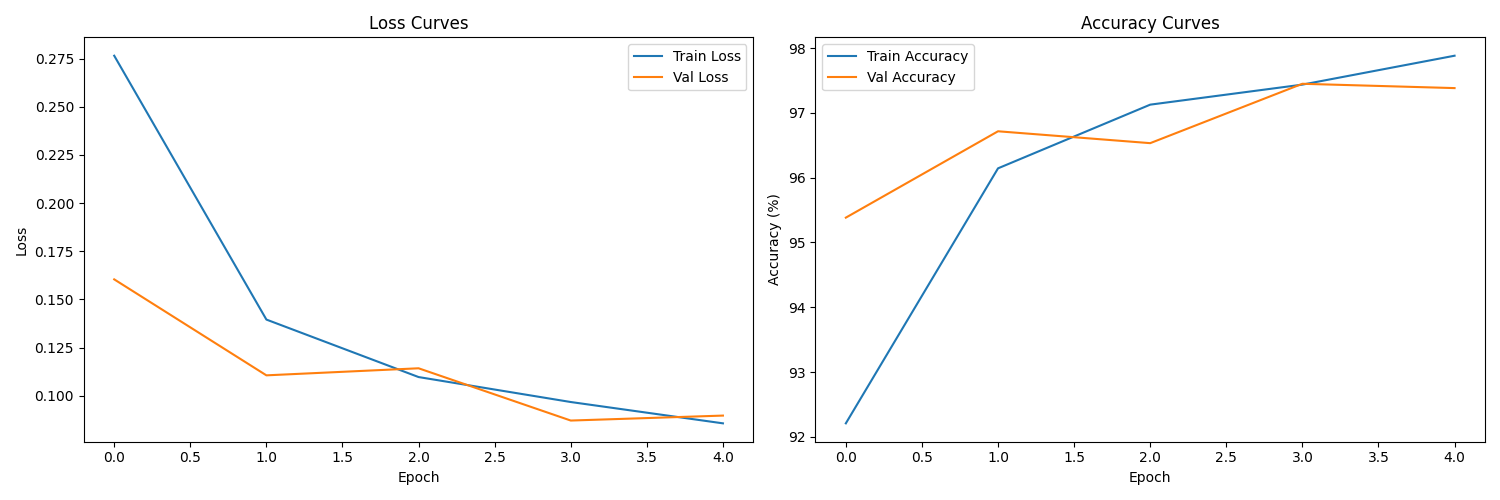 Loss Curves
Train Loss
Val Loss
0.275
0.250
0.225
0.200
0.175
0.150
0.125
0.100
Loss
0.0 0.5 1.0 1.5 2.0 2.5 3.0 3.5 4.0
Epoch
Accuracy Curves
Train Accuracy
Val Accuracy
98
97
96
95
94
93
92
Accuracy (%)
0.0 0.5 1.0 1.5 2.0 2.5 3.0 3.5 4.0
Epoch